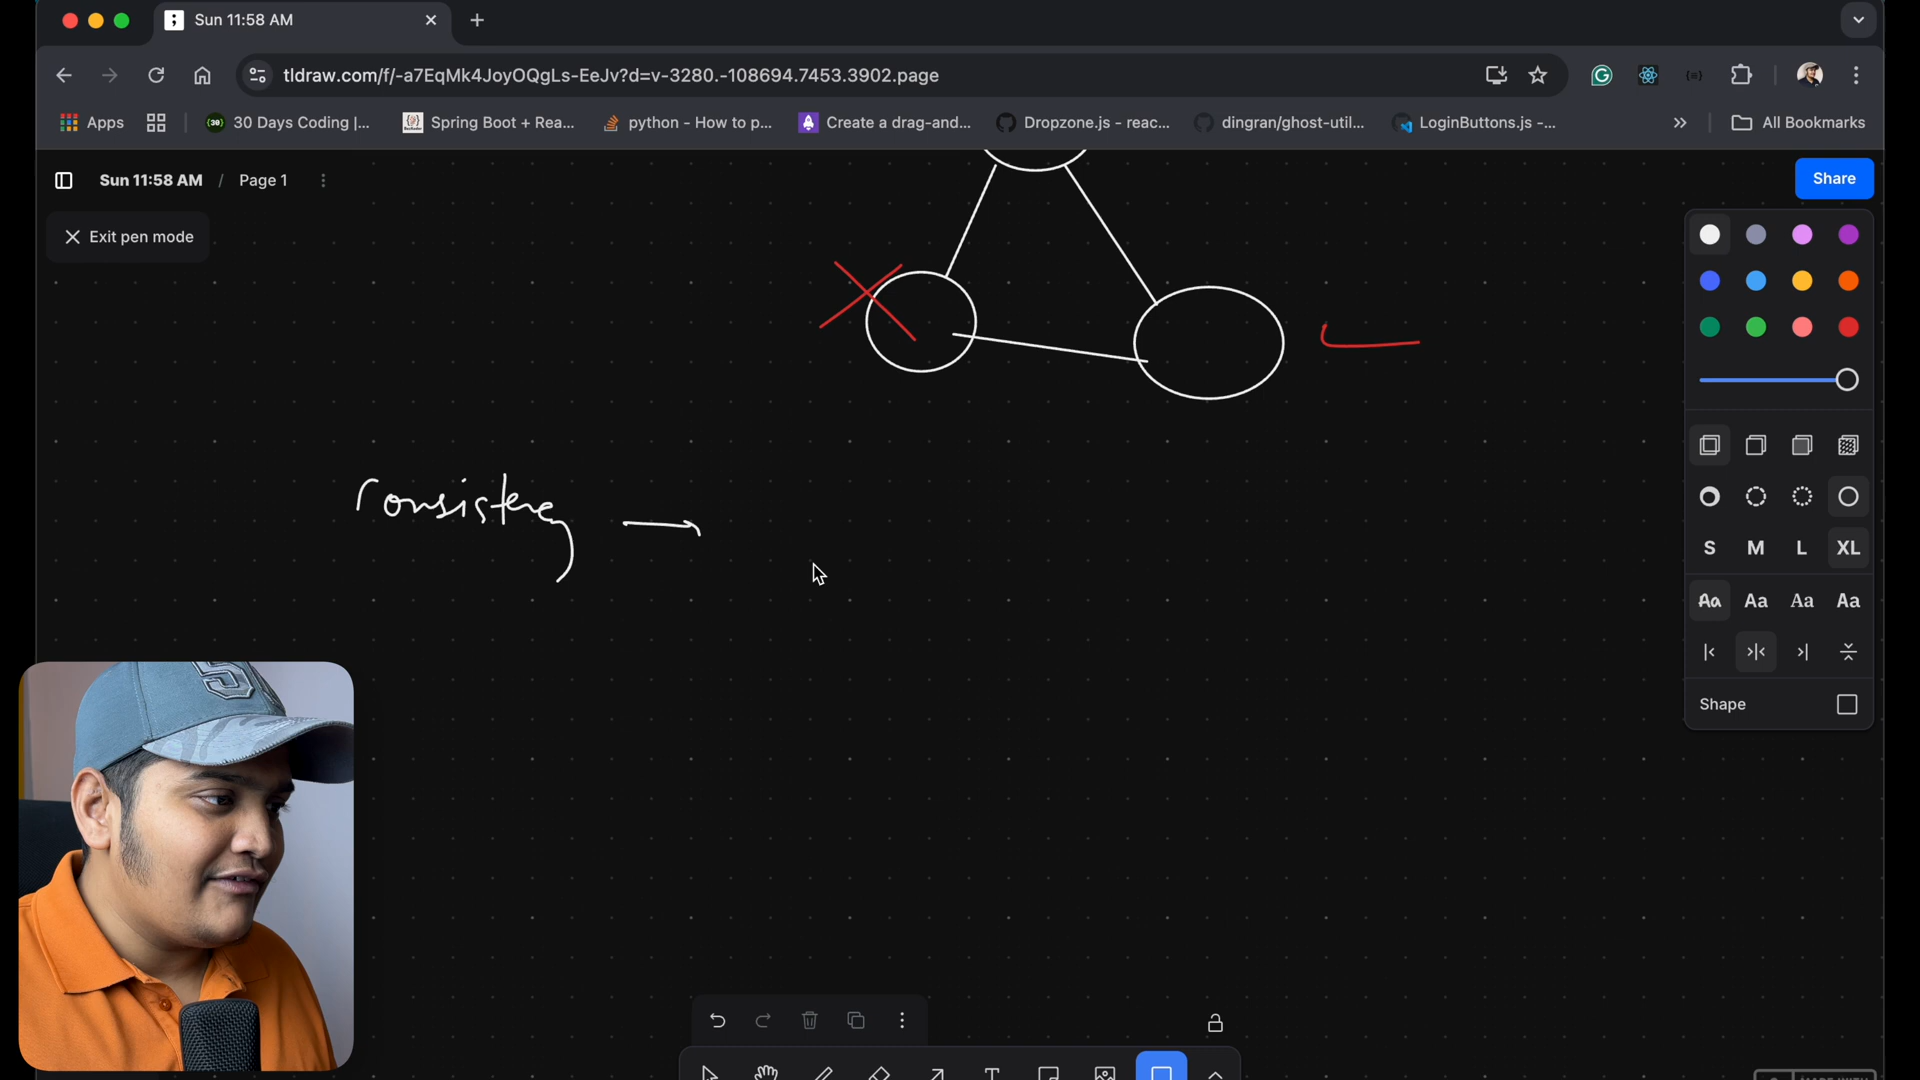 Sun 11:58 AM
tldraw.com/f/-a7EqMk4JoyOQgLs-EeJv?d=v-3280.-108694.7453.3902.page
Apps
30 Days Coding |...
Spring Boot + Rea...
python - How to p...
Create a drag-and...
Dropzone.js - reac...
dingran/ghost-util...
LoginButtons.js -...
All Bookmarks
Sun 11:58 AM / Page 1
Share
Exit pen mode
Consistency
S M L XL
Aa Aa Aa Aa
Shape